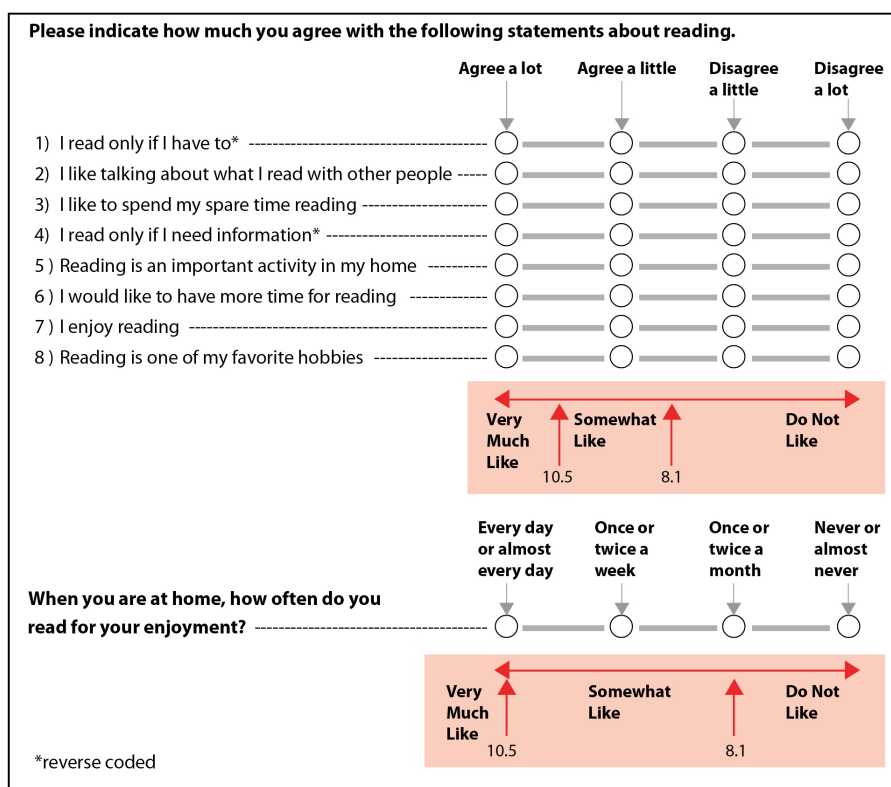 Please indicate how much you agree with the following statements about reading.
Agree a lot
Agree a little
Disagree
a little
Disagree
a lot
1) I read only if I have to*
2) I like talking about what I read with other people
3) I like to spend my spare time reading
4) I read only if I need information*
5 ) Reading is an important activity in my home
6 ) I would like to have more time for reading
7 ) I enjoy reading
8 ) Reading is one of my favorite hobbies
Very
Much
Like
Somewhat
Like
Do Not
Like
10.5
8.1
Every day
or almost
every day
Once or
twice a
week
Once or
twice a
month
Never or
almost
never
When you are at home, how often do you
read for your enjoyment?
Very
Much
Like
Somewhat
Like
Do Not
Like
10.5
8.1
*reverse coded